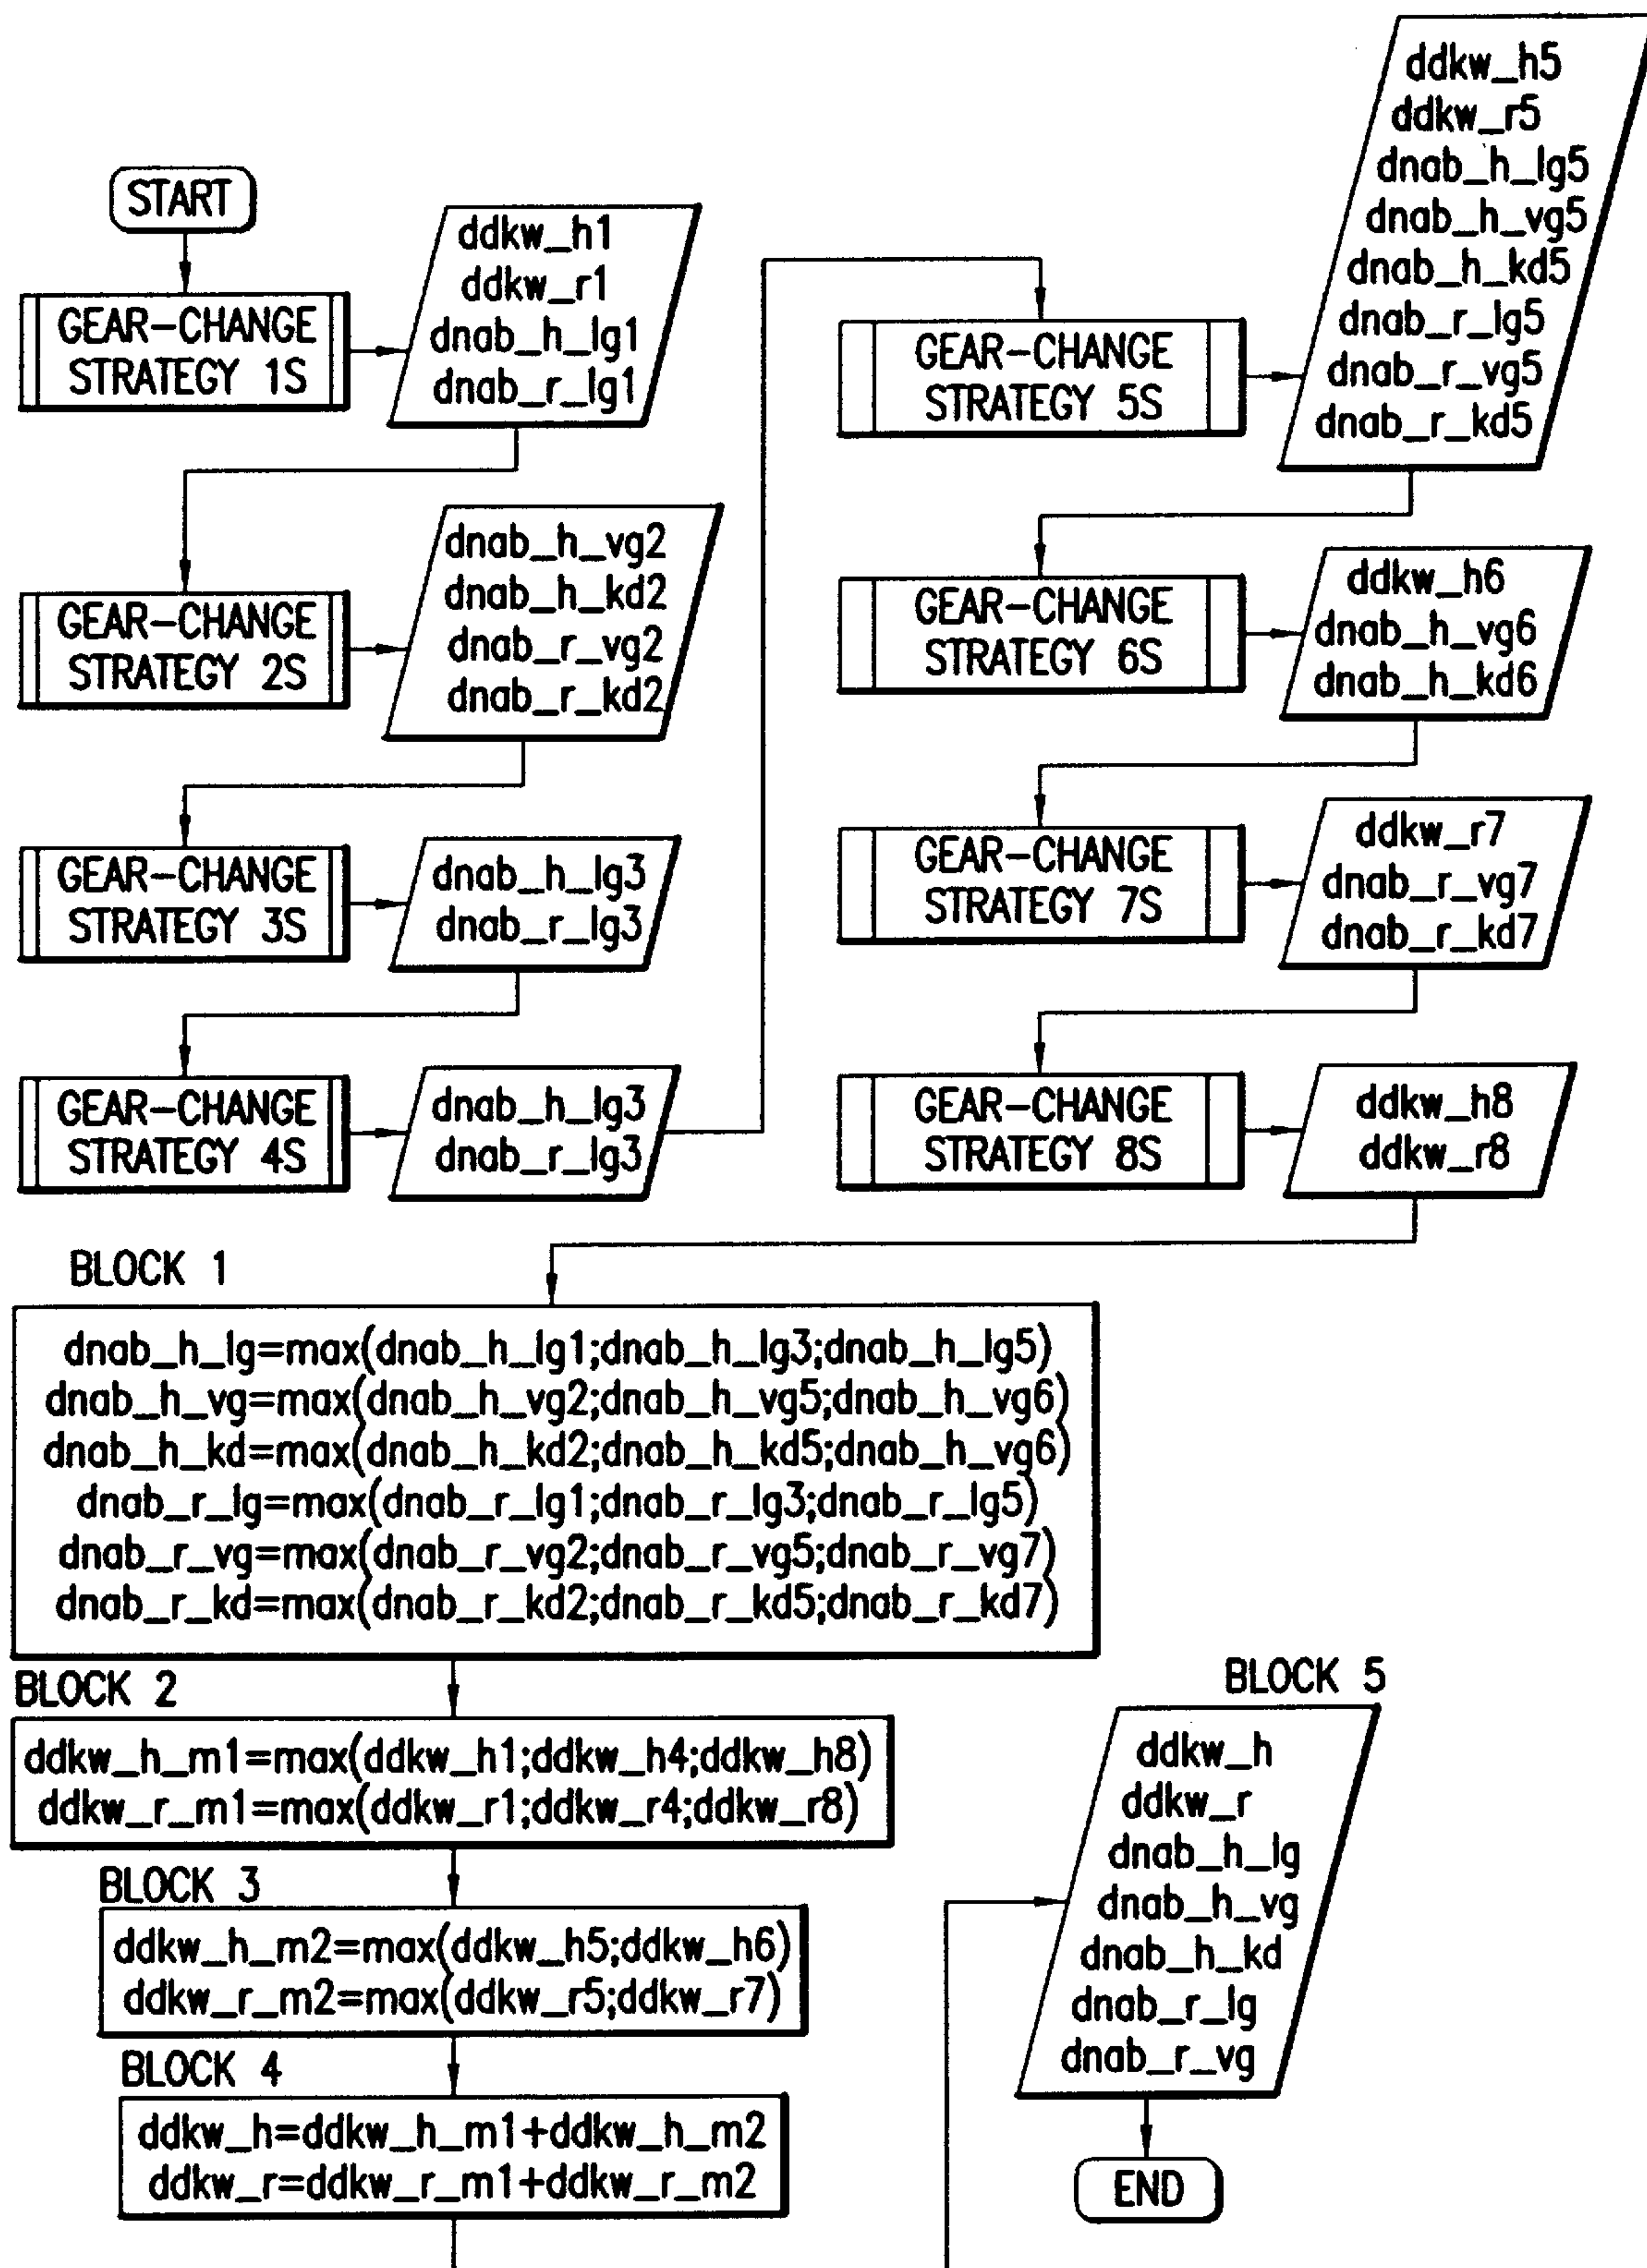 START
GEAR-CHANGE
STRATEGY 1S
ddkw_h1
ddkw_r1
dnab_h_lg1
dnab_r_lg1
GEAR-CHANGE
STRATEGY 2S
dnab_h_vg2
dnab_h_kd2
dnab_r_vg2
dnab_r_kd2
GEAR-CHANGE
STRATEGY 3S
dnab_h_lg3
dnab_r_lg3
GEAR-CHANGE
STRATEGY 4S
dnab_h_lg3
dnab_r_lg3
GEAR-CHANGE
STRATEGY 5S
ddkw_h5
ddkw_r5
dnab_h_lg5
dnab_h_vg5
dnab_h_kd5
dnab_r_lg5
dnab_r_vg5
dnab_r_kd5
GEAR-CHANGE
STRATEGY 6S
ddkw_h6
dnab_h_vg6
dnab_h_kd6
GEAR-CHANGE
STRATEGY 7S
ddkw_r7
dnab_r_vg7
dnab_r_kd7
GEAR-CHANGE
STRATEGY 8S
ddkw_h8
ddkw_r8
BLOCK 1
dnab_h_lg=max(dnab_h_lg1;dnab_h_lg3;dnab_h_lg5)
dnab_h_vg=max(dnab_h_vg2;dnab_h_vg5;dnab_h_vg6)
dnab_h_kd=max(dnab_h_kd2;dnab_h_kd5;dnab_h_vg6)
dnab_r_lg=max(dnab_r_lg1;dnab_r_lg3;dnab_r_lg5)
dnab_r_vg=max(dnab_r_vg2;dnab_r_vg5;dnab_r_vg7)
dnab_r_kd=max(dnab_r_kd2;dnab_r_kd5;dnab_r_kd7)
BLOCK 2
ddkw_h_m1=max(ddkw_h1;ddkw_h4;ddkw_h8)
ddkw_r_m1=max(ddkw_r1;ddkw_r4;ddkw_r8)
BLOCK 3
ddkw_h_m2=max(ddkw_h5;ddkw_h6)
ddkw_r_m2=max(ddkw_r5;ddkw_r7)
BLOCK 4
ddkw_h=ddkw_h_m1+ddkw_h_m2
ddkw_r=ddkw_r_m1+ddkw_r_m2
BLOCK 5
ddkw_h
ddkw_r
dnab_h_lg
dnab_h_vg
dnab_h_kd
dnab_r_lg
dnab_r_vg
END